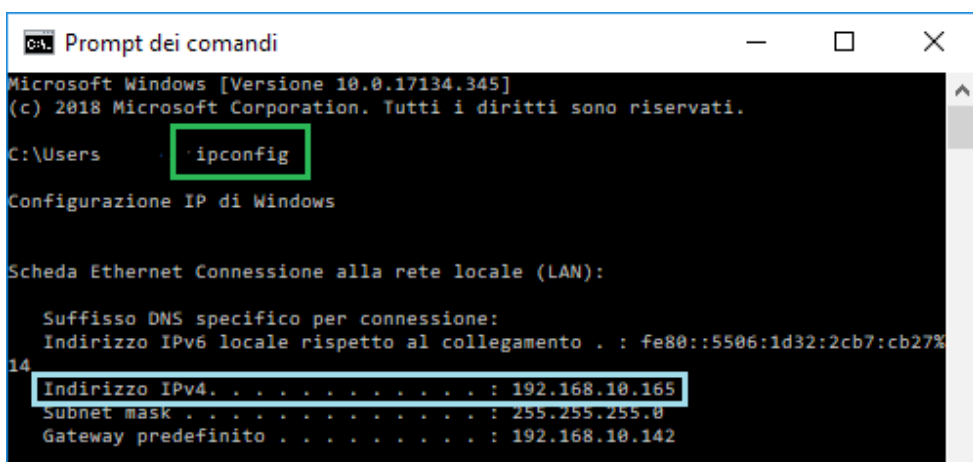 Prompt dei comandi
Microsoft Windows [Versione 10.0.17134.345]
(c) 2018 Microsoft Corporation. Tutti i diritti sono riservati.
C:\Users ipconfig
Configurazione IP di Windows
Scheda Ethernet Connessione alla rete locale (LAN):
Suffisso DNS specifico per connessione:
Indirizzo IPv6 locale rispetto al collegamento . : fe80::5506:1d32:2cb7:cb27%
14
Indirizzo IPv4. . . . . . . . . . . . : 192.168.10.165
Subnet mask . . . . . . . . . . . . . : 255.255.255.0
Gateway predefinito . . . . . . . . . : 192.168.10.142